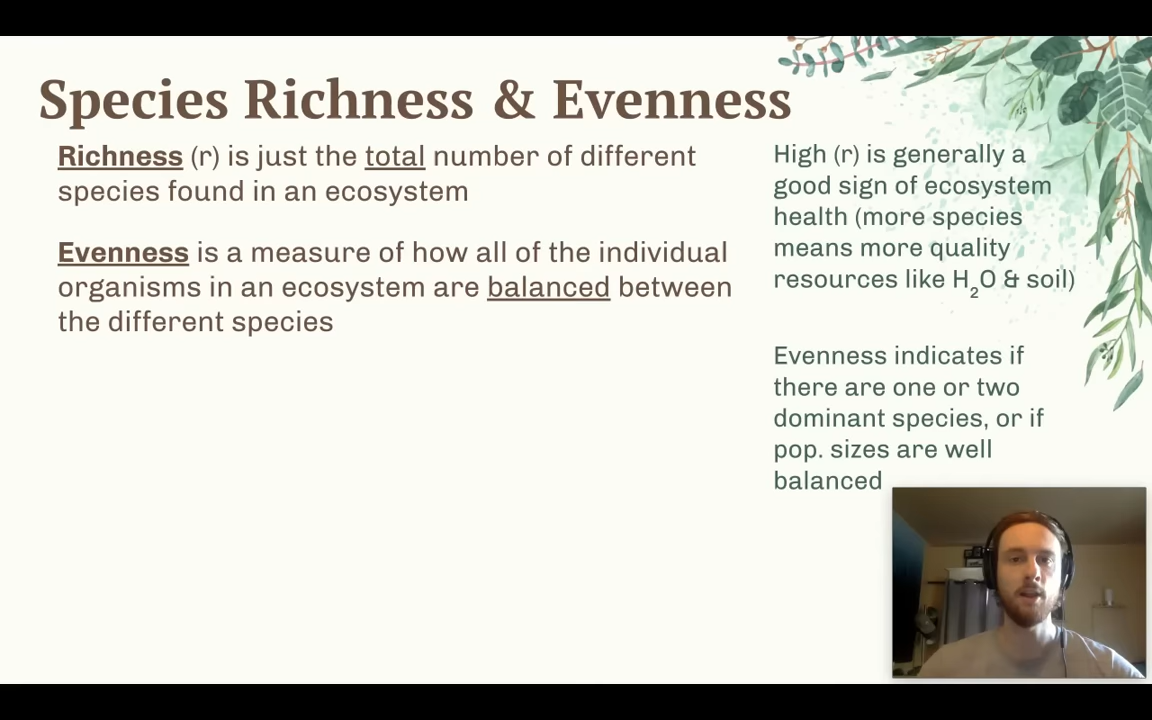 Species Richness & Evenness
Richness (r) is just the total number of different
species found in an ecosystem
Evenness is a measure of how all of the individual
organisms in an ecosystem are balanced between
the different species
High (r) is generally a
good sign of ecosystem
health (more species
means more quality
resources like H₂O & soil)
Evenness indicates if
there are one or two
dominant species, or if
pop. sizes are well
balanced